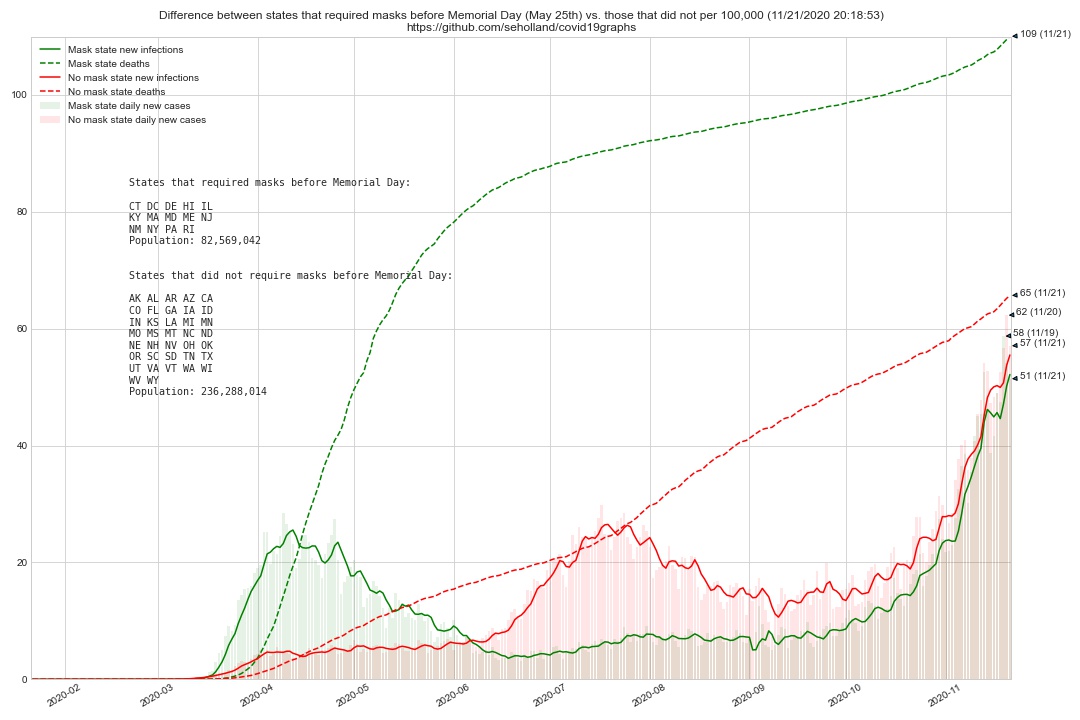 Difference between states that required masks before Memorial Day (May 25th) vs. those that did not per 100,000 (11/21/2020 20:18:53)
https://github.com/seholland/covid19graphs
Mask state new infections
Mask state deaths
No mask state new infections
No mask state deaths
Mask state daily new cases
No mask state daily new cases
States that required masks before Memorial Day:
CT DC DE HI IL
KY MA MD ME NJ
NM NY PA RI
Population: 82,569,042
States that did not require masks before Memorial Day:
AK AL AR AZ CA
CO FL GA IA ID
IN KS LA MI MN
MO MS MT NC ND
NE NH NV OH OK
OR SC SD TN TX
UT VA VT WA WI
WV WY
Population: 236,288,014
109 (11/21)
65 (11/21)
62 (11/20)
58 (11/19)
57 (11/21)
51 (11/21)
100
80
60
40
20
0
2020-02
2020-03
2020-04
2020-05
2020-06
2020-07
2020-08
2020-09
2020-10
2020-11